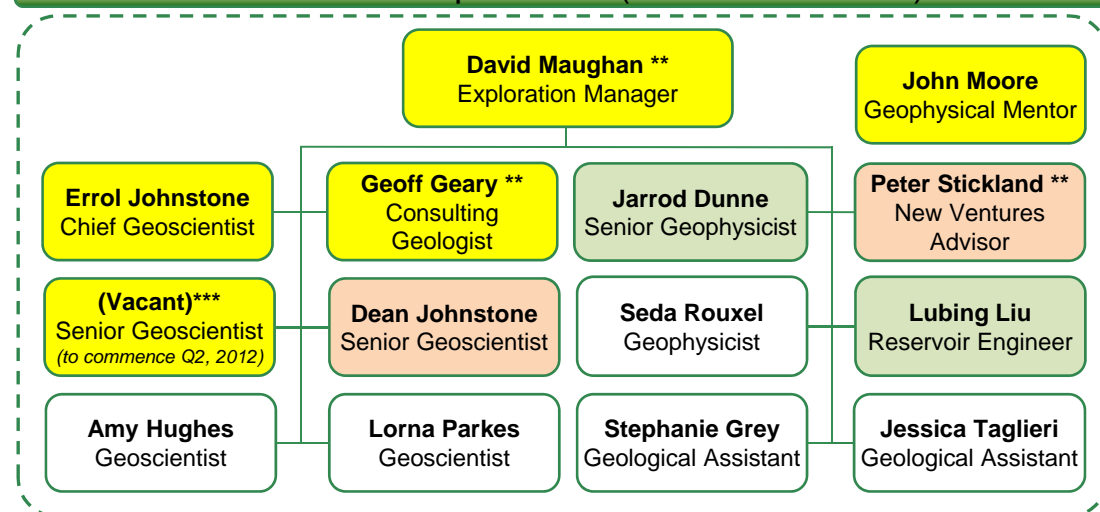 David Maughan **
Exploration Manager
John Moore
Geophysical Mentor
Errol Johnstone
Chief Geoscientist
Geoff Geary **
Consulting
Geologist
Jarrod Dunne
Senior Geophysicist
Peter Stickland **
New Ventures
Advisor
(Vacant)***
Senior Geoscientist
(to commence Q2, 2012)
Dean Johnstone
Senior Geoscientist
Seda Rouxel
Geophysicist
Lubing Liu
Reservoir Engineer
Amy Hughes
Geoscientist
Lorna Parkes
Geoscientist
Stephanie Grey
Geological Assistant
Jessica Taglieri
Geological Assistant